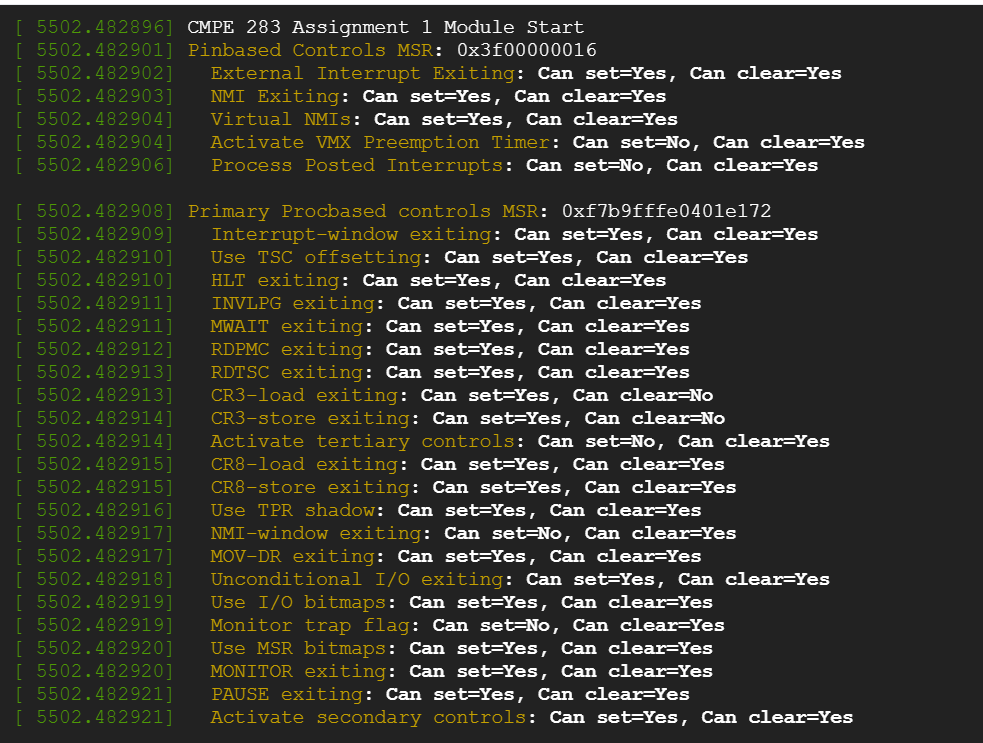 [ 5502.482896] CMPE 283 Assignment 1 Module Start
[ 5502.482901] Pinbased Controls MSR: 0x3f00000016
[ 5502.482902]   External Interrupt Exiting: Can set=Yes, Can clear=Yes
[ 5502.482903]   NMI Exiting: Can set=Yes, Can clear=Yes
[ 5502.482904]   Virtual NMIs: Can set=Yes, Can clear=Yes
[ 5502.482904]   Activate VMX Preemption Timer: Can set=No, Can clear=Yes
[ 5502.482906]   Process Posted Interrupts: Can set=No, Can clear=Yes
[ 5502.482908] Primary Procbased controls MSR: 0xf7b9fffe0401e172
[ 5502.482909]   Interrupt-window exiting: Can set=Yes, Can clear=Yes
[ 5502.482910]   Use TSC offsetting: Can set=Yes, Can clear=Yes
[ 5502.482910]   HLT exiting: Can set=Yes, Can clear=Yes
[ 5502.482911]   INVLPG exiting: Can set=Yes, Can clear=Yes
[ 5502.482911]   MWAIT exiting: Can set=Yes, Can clear=Yes
[ 5502.482912]   RDPMC exiting: Can set=Yes, Can clear=Yes
[ 5502.482913]   RDTSC exiting: Can set=Yes, Can clear=Yes
[ 5502.482913]   CR3-load exiting: Can set=Yes, Can clear=No
[ 5502.482914]   CR3-store exiting: Can set=Yes, Can clear=No
[ 5502.482914]   Activate tertiary controls: Can set=No, Can clear=Yes
[ 5502.482915]   CR8-load exiting: Can set=Yes, Can clear=Yes
[ 5502.482915]   CR8-store exiting: Can set=Yes, Can clear=Yes
[ 5502.482916]   Use TPR shadow: Can set=Yes, Can clear=Yes
[ 5502.482917]   NMI-window exiting: Can set=No, Can clear=Yes
[ 5502.482917]   MOV-DR exiting: Can set=Yes, Can clear=Yes
[ 5502.482918]   Unconditional I/O exiting: Can set=Yes, Can clear=Yes
[ 5502.482919]   Use I/O bitmaps: Can set=Yes, Can clear=Yes
[ 5502.482919]   Monitor trap flag: Can set=No, Can clear=Yes
[ 5502.482920]   Use MSR bitmaps: Can set=Yes, Can clear=Yes
[ 5502.482920]   MONITOR exiting: Can set=Yes, Can clear=Yes
[ 5502.482921]   PAUSE exiting: Can set=Yes, Can clear=Yes
[ 5502.482921]   Activate secondary controls: Can set=Yes, Can clear=Yes